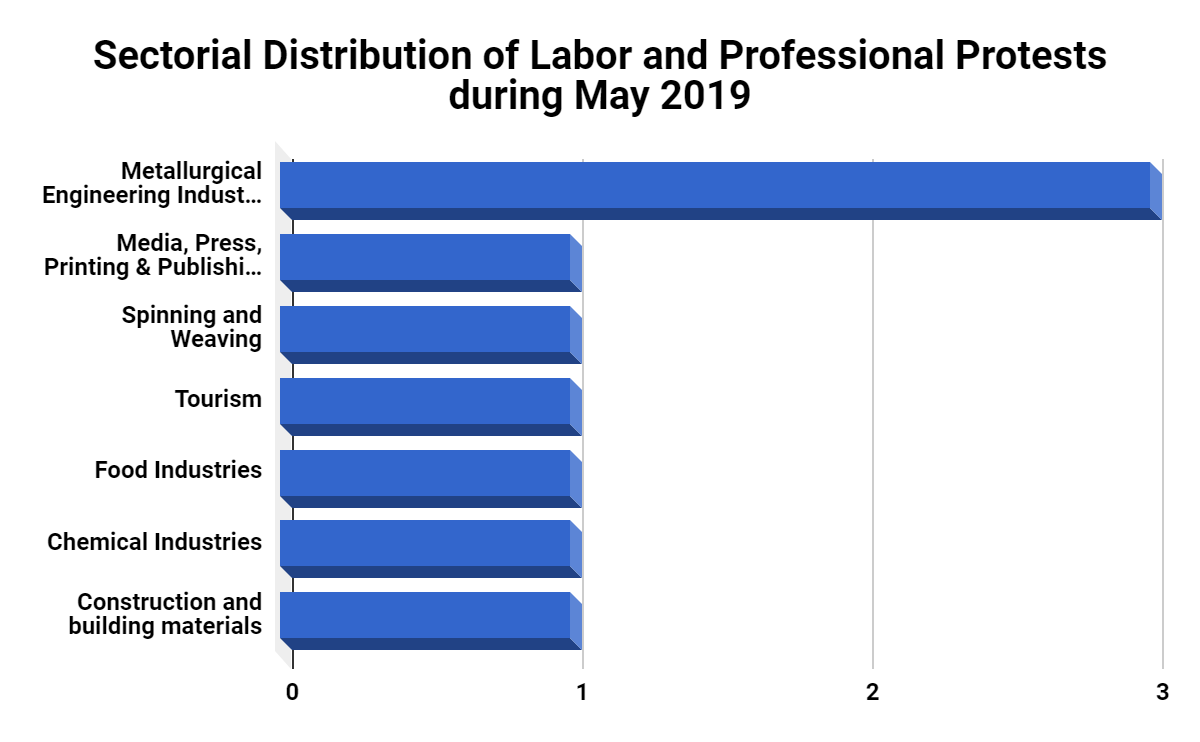 Sectorial Distribution of Labor and Professional Protests
during May 2019
Metallurgical
Engineering Indust...
Media, Press,
Printing & Publishi...
Spinning and
Weaving
Tourism
Food Industries
Chemical Industries
Construction and
building materials
0 1 2 3